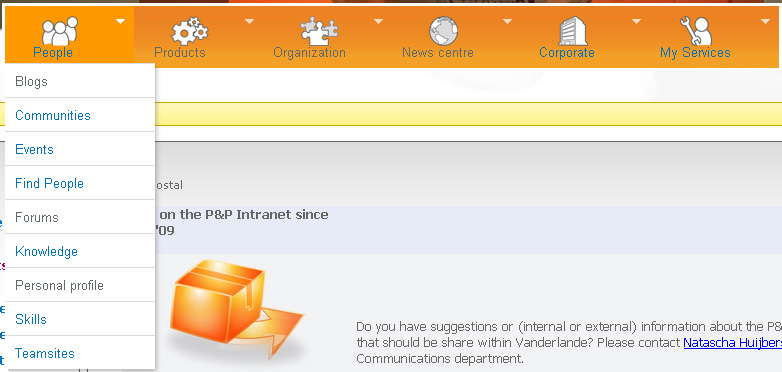 People Products Organization News centre Corporate My Services
Blogs
Communities
Events
Find People
Forums
Knowledge
Personal profile
Skills
Teamsites
ostal
on the P&P Intranet since
'09
Do you have suggestions or (internal or external) information about the P&
that should be share within Vanderlande? Please contact Natascha Huijbers
Communications department.